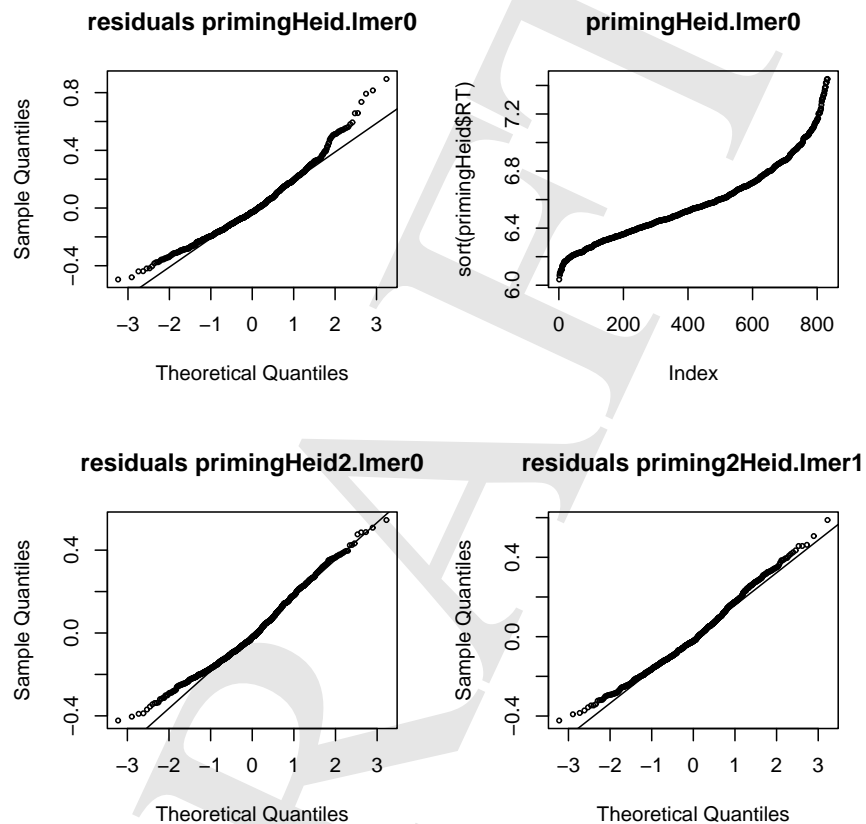 residuals primingHeid.lmer0
Sample Quantiles
−0.4 0.0 0.4 0.8
−3 −2 −1 0 1 2 3
Theoretical Quantiles
primingHeid.lmer0
sort(primingHeid$RT)
6.0 6.4 6.8 7.2
0 200 400 600 800
Index
residuals primingHeid2.lmer0
Sample Quantiles
−0.4 0.0 0.4
−3 −2 −1 0 1 2 3
Theoretical Quantiles
residuals priming2Heid.lmer1
Sample Quantiles
−0.4 0.0 0.4
−3 −2 −1 0 1 2 3
Theoretical Quantiles
DRAFT